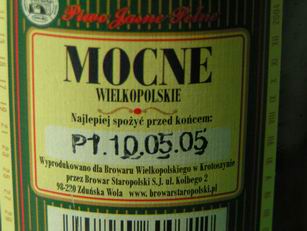 Piwo Jasne Pełne
MOCNE
WIELKOPOLSKIE
Najlepiej spożyć przed końcem:
P1.10.05.05
Wyprodukowano dla Browaru Wielkopolskiego w Krotoszynie
przez Browar Staropolski S.J. ul. Kolbego 2
98-220 Zduńska Wola www.browarstaropolski.pl